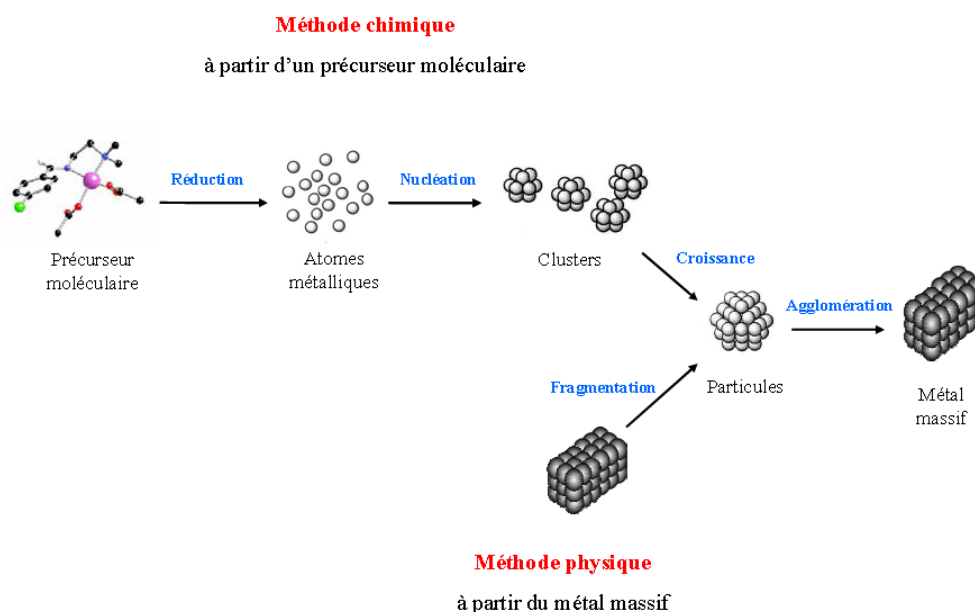 Méthode chimique
à partir d’un précurseur moléculaire
Réduction
Nucléation
Précurseur
moléculaire
Atomes
métalliques
Clusters
Croissance
Agglomération
Fragmentation
Particules
Métal
massif
Méthode physique
à partir du métal massif